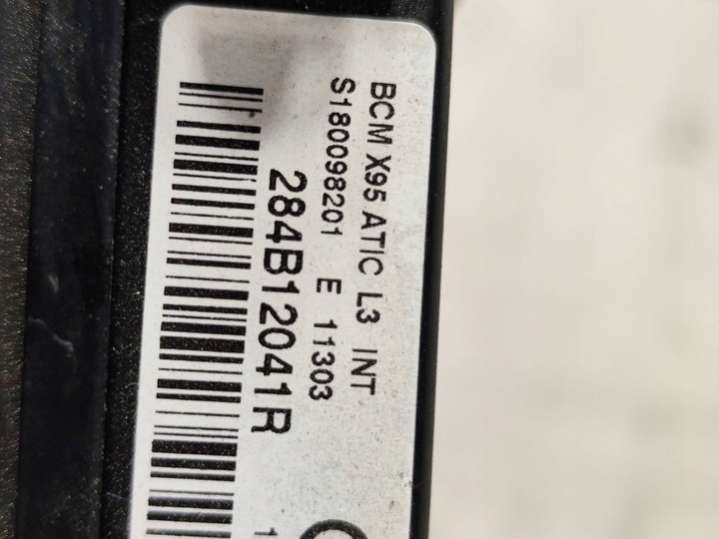 BCM X95 ATIC L3 INT
S180098201 E 11303
284B12041R